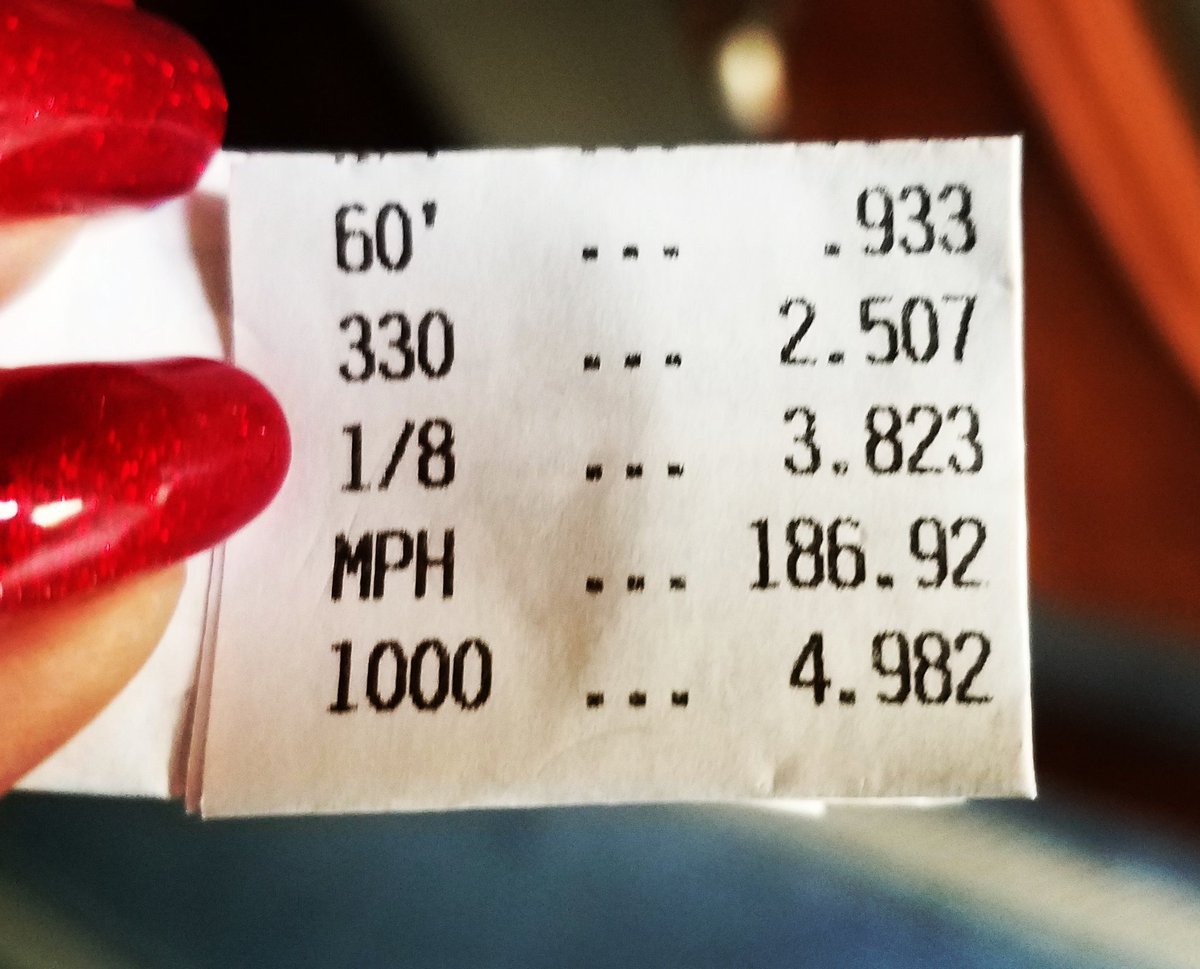 60' ... .933
330 ... 2.507
1/8 ... 3.823
MPH ... 186.92
1000 ... 4.982